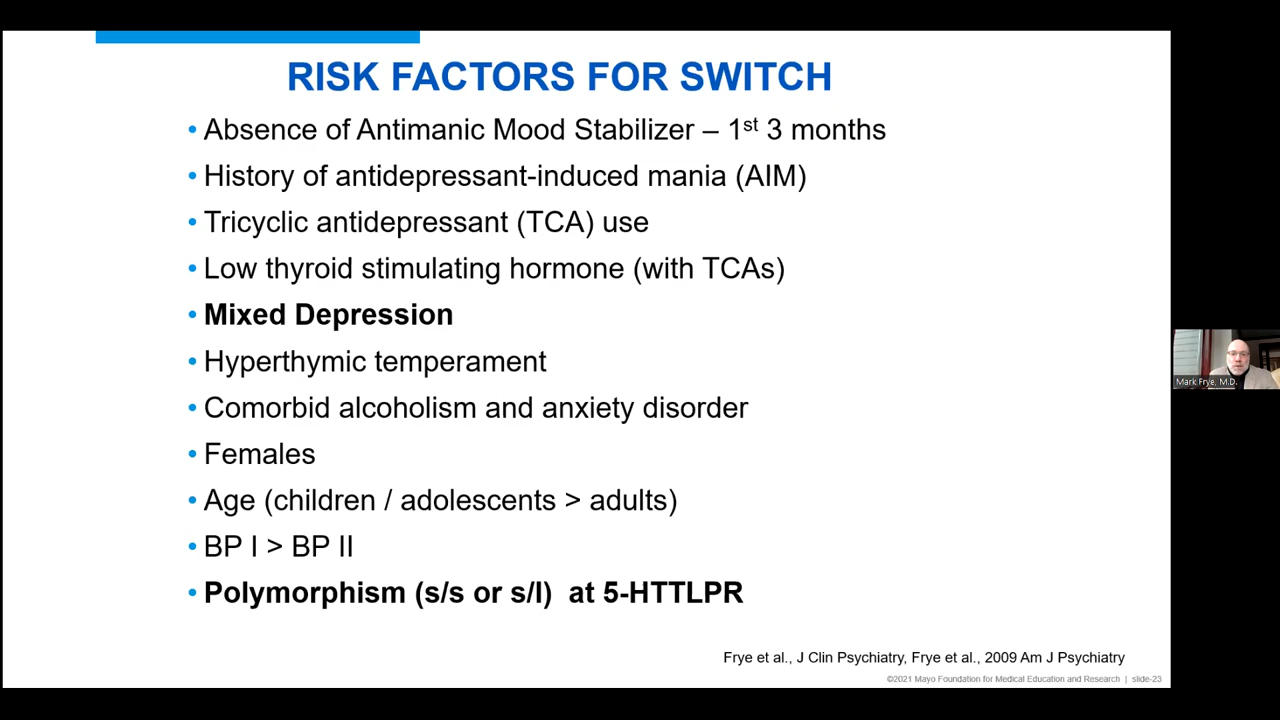 RISK FACTORS FOR SWITCH
• Absence of Antimanic Mood Stabilizer – 1st 3 months
• History of antidepressant-induced mania (AIM)
• Tricyclic antidepressant (TCA) use
• Low thyroid stimulating hormone (with TCAs)
• Mixed Depression
• Hyperthymic temperament
• Comorbid alcoholism and anxiety disorder
• Females
• Age (children / adolescents > adults)
• BP I > BP II
• Polymorphism (s/s or s/l) at 5-HTTLPR
Frye et al., J Clin Psychiatry, Frye et al., 2009 Am J Psychiatry
©2021 Mayo Foundation for Medical Education and Research | slide-23
Mark Frye, M.D.